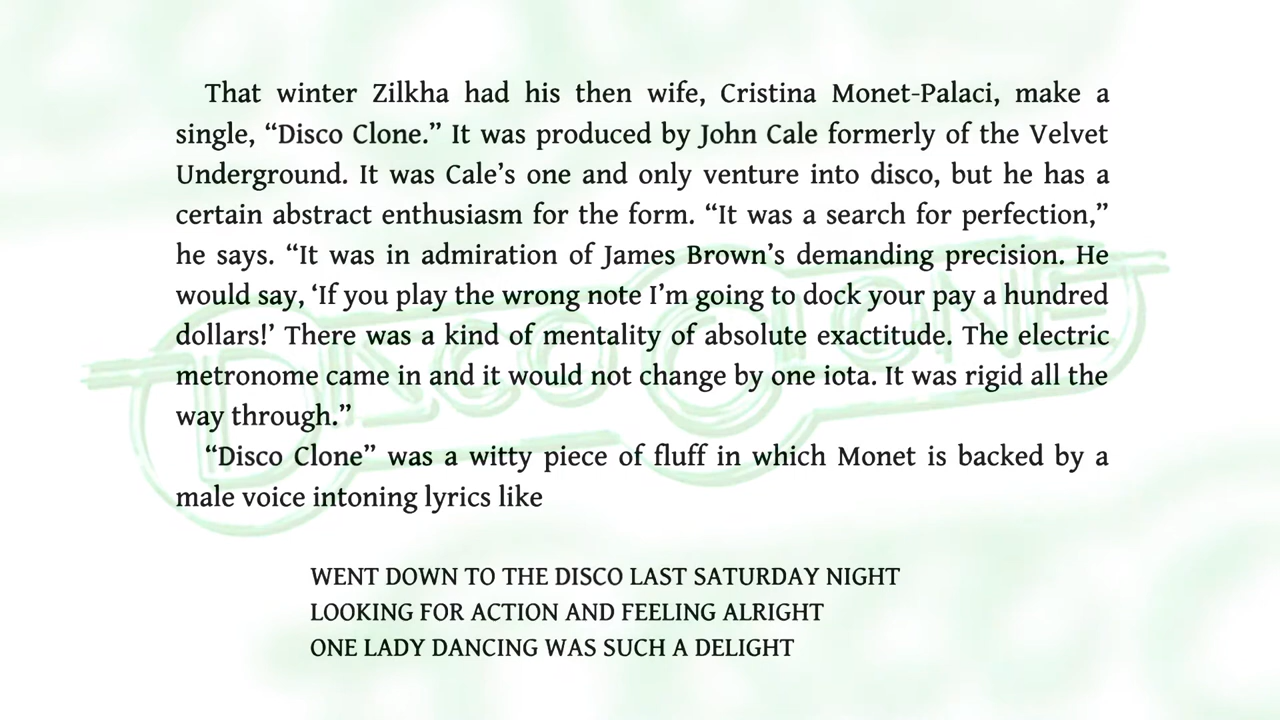 That winter Zilkha had his then wife, Cristina Monet-Palaci, make a
single, “Disco Clone.” It was produced by John Cale formerly of the Velvet
Underground. It was Cale’s one and only venture into disco, but he has a
certain abstract enthusiasm for the form. “It was a search for perfection,”
he says. “It was in admiration of James Brown’s demanding precision. He
would say, ‘If you play the wrong note I’m going to dock your pay a hundred
dollars!’ There was a kind of mentality of absolute exactitude. The electric
metronome came in and it would not change by one iota. It was rigid all the
way through.”
“Disco Clone” was a witty piece of fluff in which Monet is backed by a
male voice intoning lyrics like
WENT DOWN TO THE DISCO LAST SATURDAY NIGHT
LOOKING FOR ACTION AND FEELING ALRIGHT
ONE LADY DANCING WAS SUCH A DELIGHT
DISCO CLONE